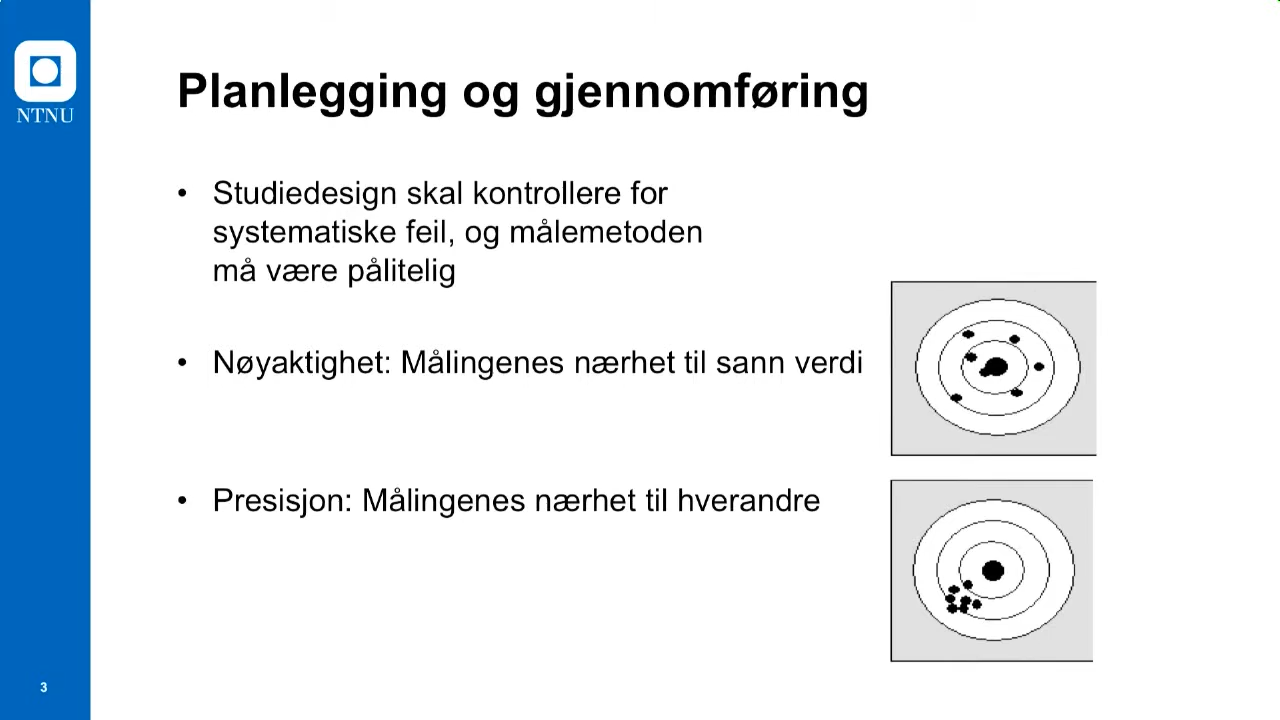 NTNU
Planlegging og gjennomføring
• Studiedesign skal kontrollere for
systematiske feil, og målemetoden
må være pålitelig
• Nøyaktighet: Målingenes nærhet til sann verdi
• Presisjon: Målingenes nærhet til hverandre
3